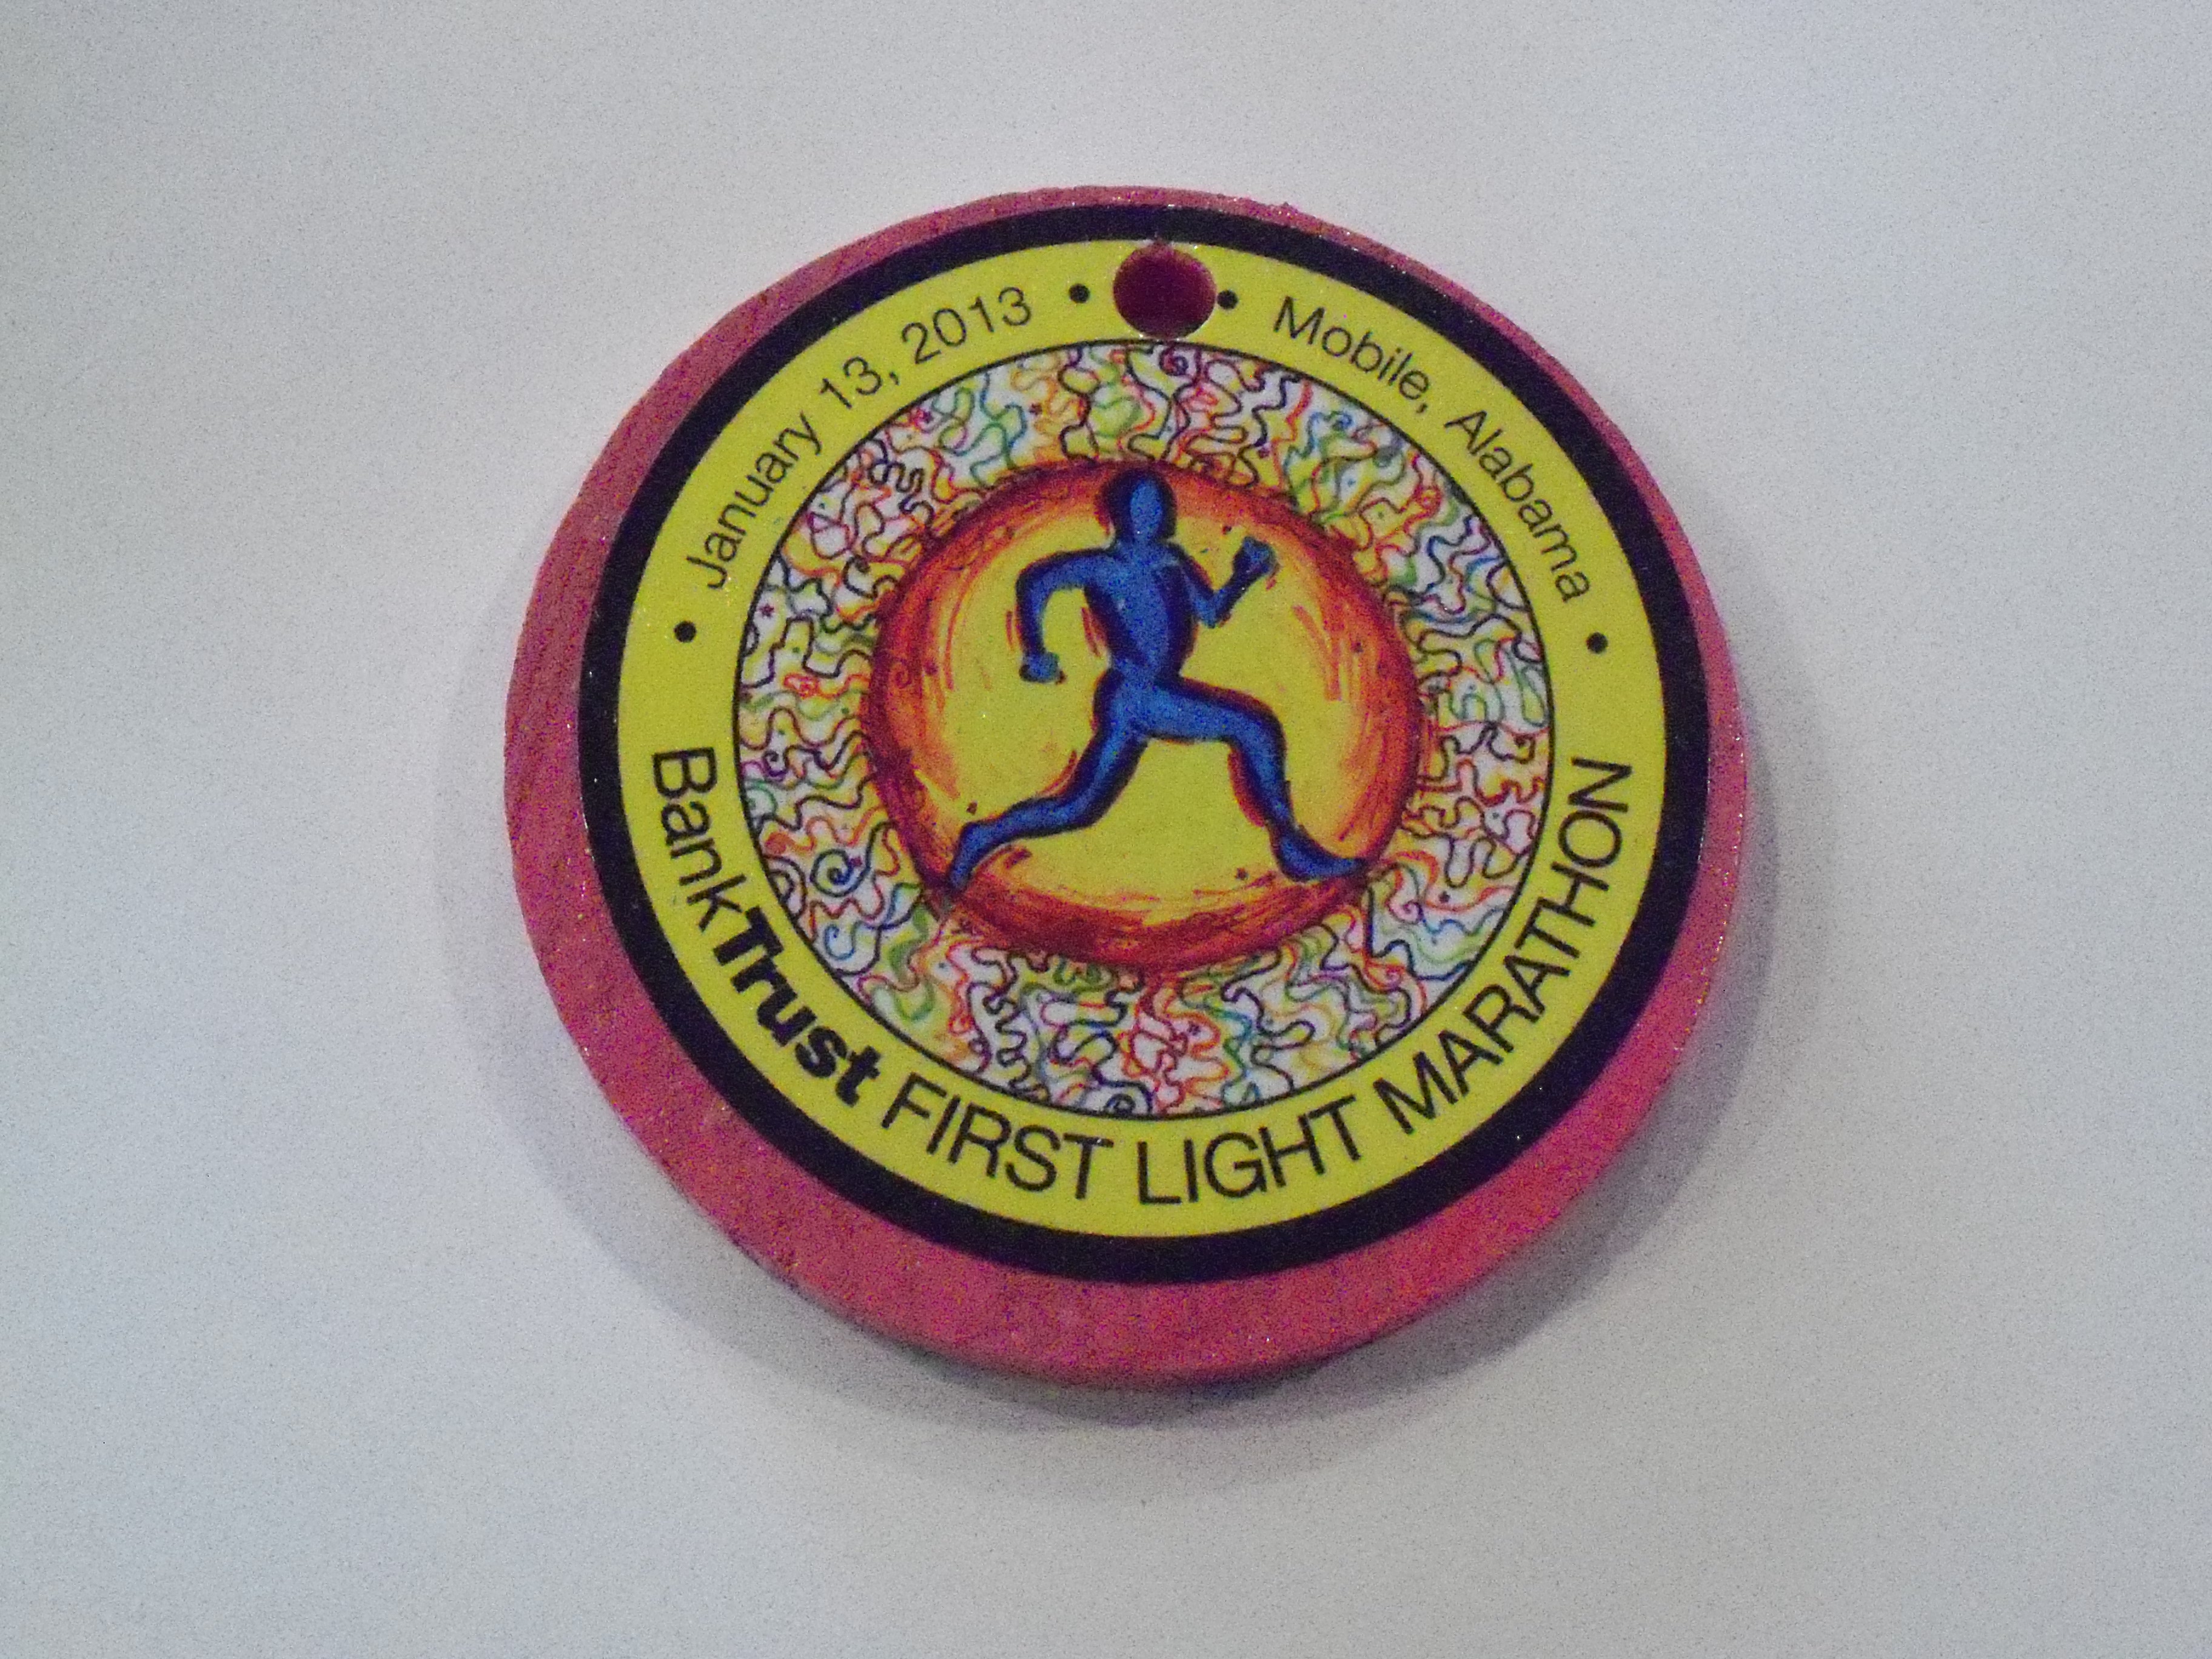 January 13, 2013 • • Mobile, Alabama •
• BankTrust FIRST LIGHT MARATHON